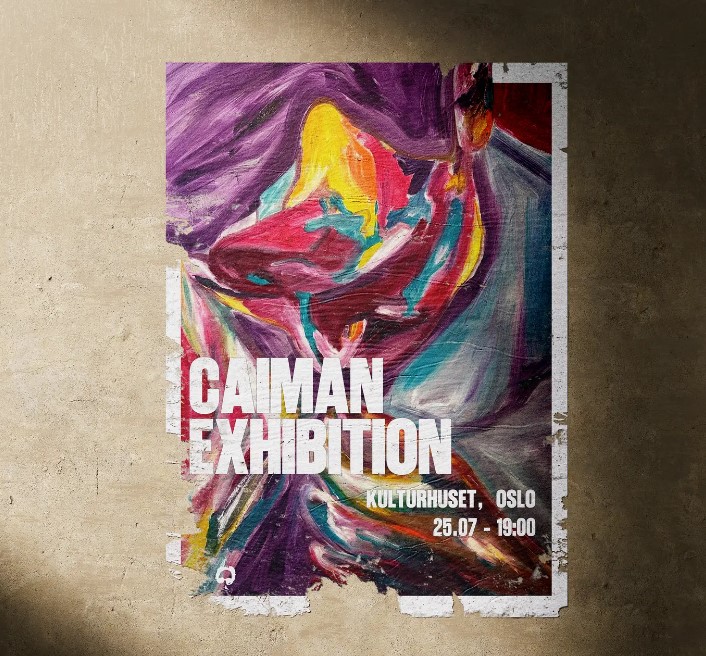 CAIMAN
EXHIBITION
KULTURHUSET, OSLO
25.07 - 19:00